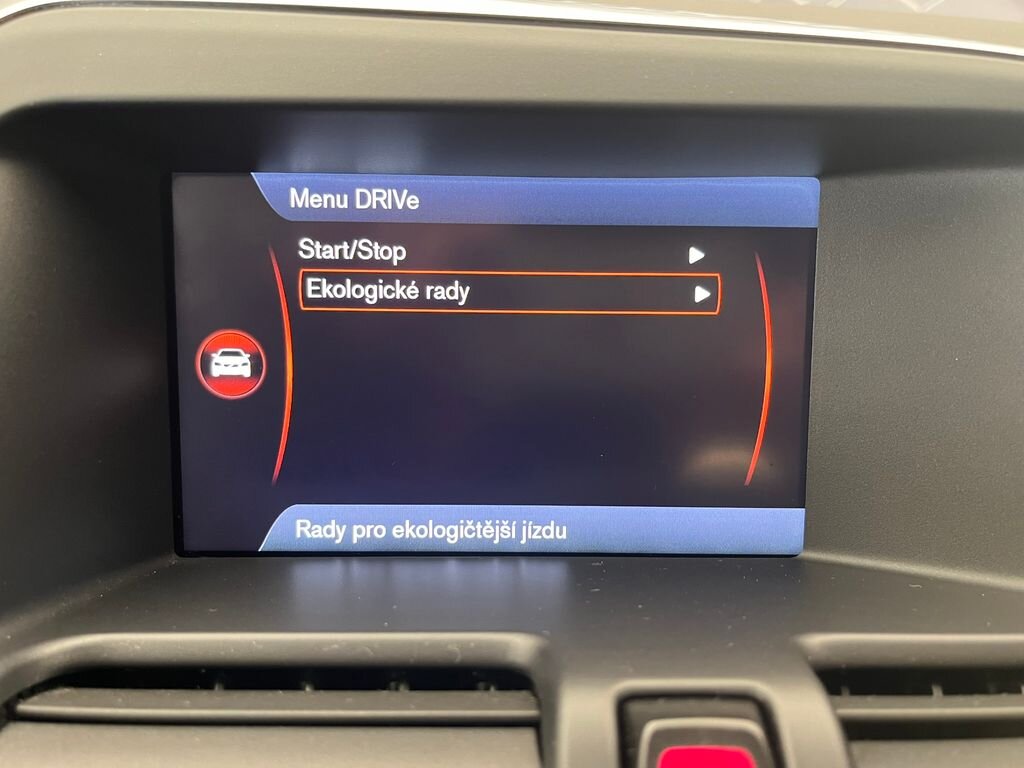 Menu DRIVe
Start/Stop
Ekologické rady
Rady pro ekologičtější jízdu